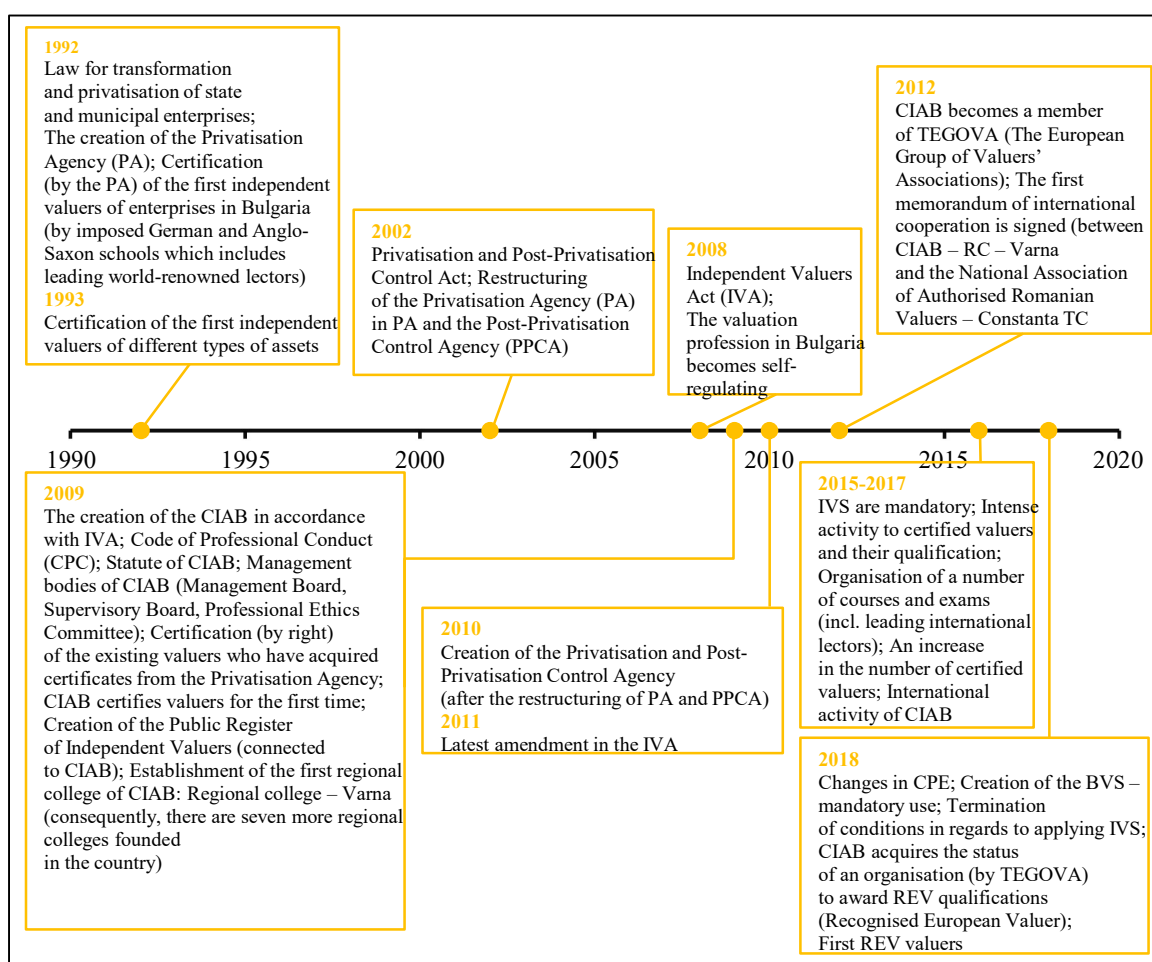 1992
Law for transformation
and privatisation of state
and municipal enterprises;
The creation of the Privatisation
Agency (PA); Certification
(by the PA) of the first independent
valuers of enterprises in Bulgaria
(by imposed German and Anglo-
Saxon schools which includes
leading world-renowned lectors)
1993
Certification of the first independent
valuers of different types of assets
2002
Privatisation and Post-Privatisation
Control Act; Restructuring
of the Privatisation Agency (PA)
in PA and the Post-Privatisation
Control Agency (PPCA)
2008
Independent Valuers
Act (IVA);
The valuation
profession in Bulgaria
becomes self-
regulating
2012
CIAB becomes a member
of TEGOVA (The European
Group of Valuers’
Associations); The first
memorandum of international
cooperation is signed (between
CIAB – RC – Varna
and the National Association
of Authorised Romanian
Valuers – Constanta TC
1990 1995 2000 2005 2010 2015 2020
2009
The creation of the CIAB in accordance
with IVA; Code of Professional Conduct
(CPC); Statute of CIAB; Management
bodies of CIAB (Management Board,
Supervisory Board, Professional Ethics
Committee); Certification (by right)
of the existing valuers who have acquired
certificates from the Privatisation Agency;
CIAB certifies valuers for the first time;
Creation of the Public Register
of Independent Valuers (connected
to CIAB); Establishment of the first regional
college of CIAB: Regional college – Varna
(consequently, there are seven more regional
colleges founded
in the country)
2010
Creation of the Privatisation and Post-
Privatisation Control Agency
(after the restructuring of PA and PPCA)
2011
Latest amendment in the IVA
2015-2017
IVS are mandatory; Intense
activity to certified valuers
and their qualification;
Organisation of a number
of courses and exams
(incl. leading international
lectors); An increase
in the number of certified
valuers; International
activity of CIAB
2018
Changes in CPE; Creation of the BVS –
mandatory use; Termination
of conditions in regards to applying IVS;
CIAB acquires the status
of an organisation (by TEGOVA)
to award REV qualifications
(Recognised European Valuer);
First REV valuers